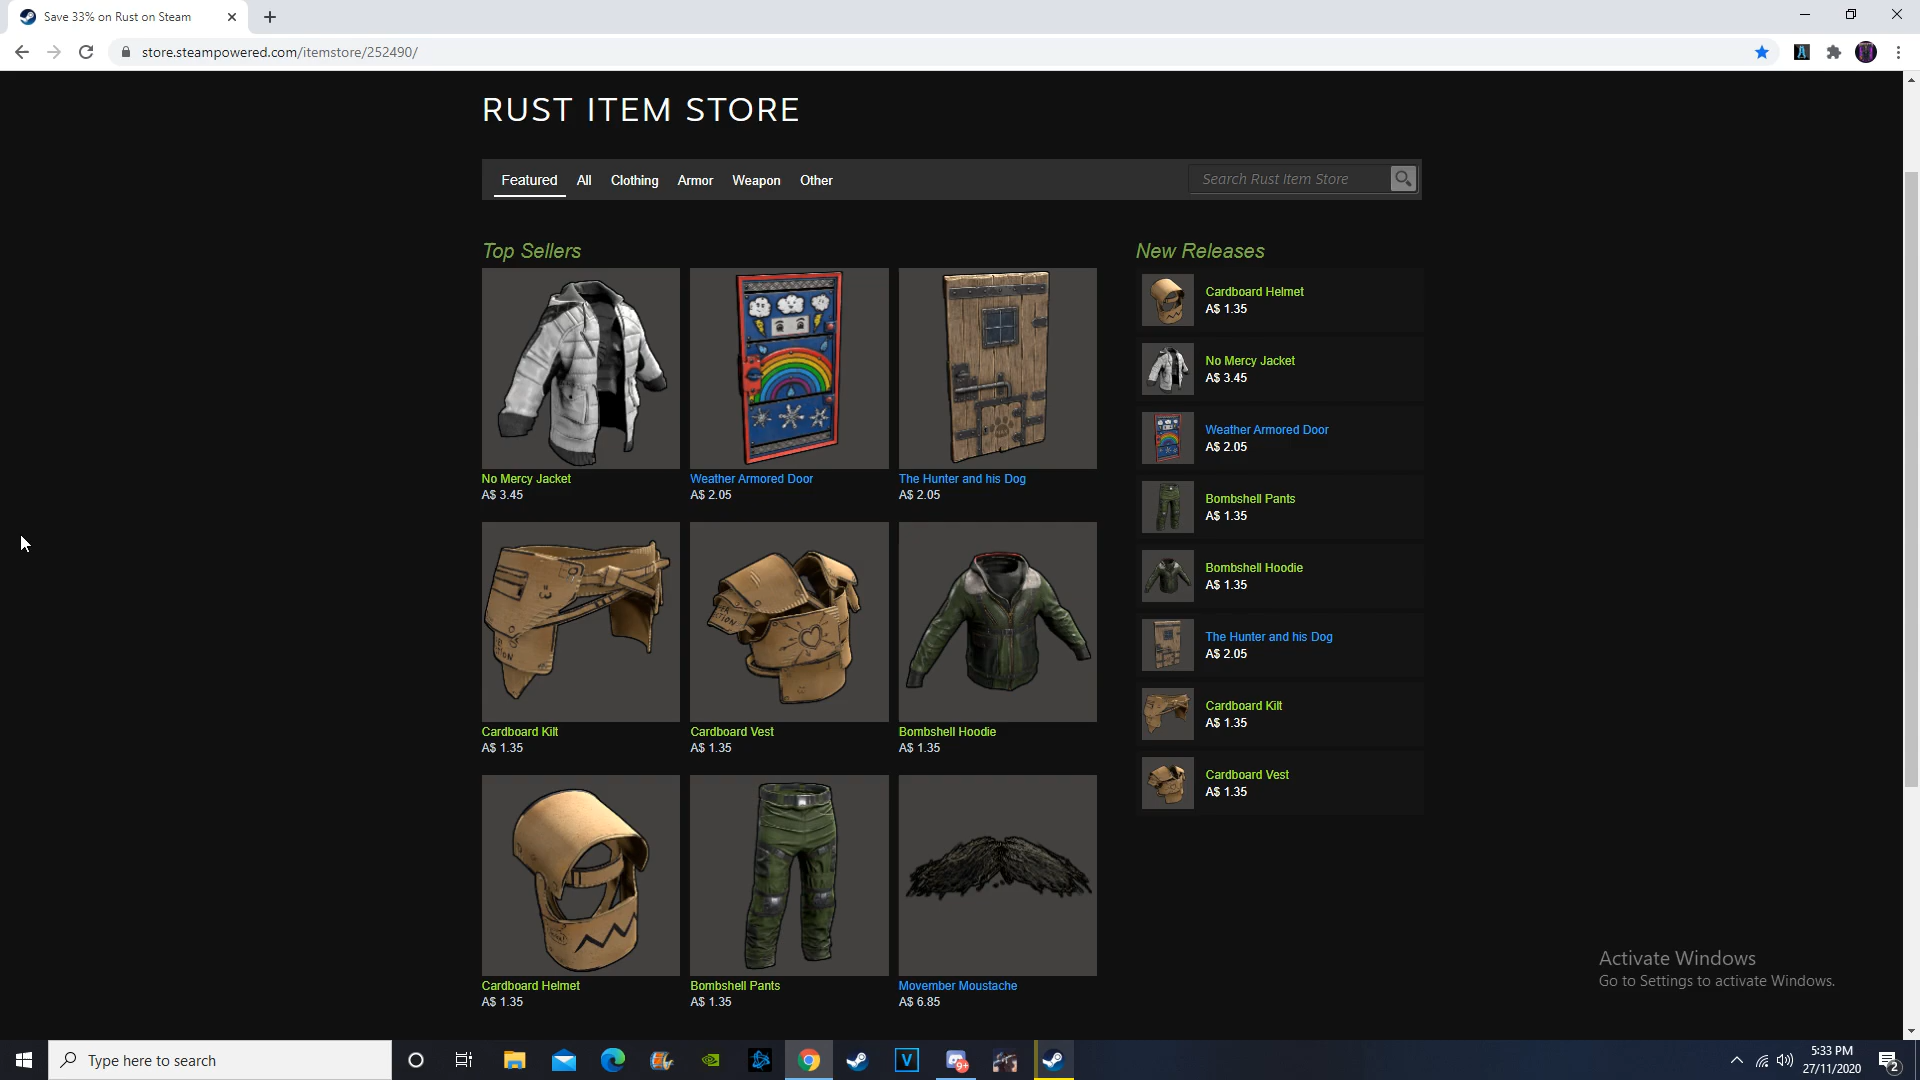 Save 33% on Rust on Steam
store.steampowered.com/itemstore/252490/
RUST ITEM STORE
Featured All Clothing Armor Weapon Other
Search Rust Item Store
Top Sellers
No Mercy Jacket
A$ 3.45
Weather Armored Door
A$ 2.05
The Hunter and his Dog
A$ 2.05
Cardboard Kilt
A$ 1.35
Cardboard Vest
A$ 1.35
Bombshell Hoodie
A$ 1.35
Cardboard Helmet
A$ 1.35
Bombshell Pants
A$ 1.35
Movember Moustache
A$ 6.85
New Releases
Cardboard Helmet
A$ 1.35
No Mercy Jacket
A$ 3.45
Weather Armored Door
A$ 2.05
Bombshell Pants
A$ 1.35
Bombshell Hoodie
A$ 1.35
The Hunter and his Dog
A$ 2.05
Cardboard Kilt
A$ 1.35
Cardboard Vest
A$ 1.35
Activate Windows
Go to Settings to activate Windows.
Type here to search
V
9+
5:33 PM
27/11/2020
2